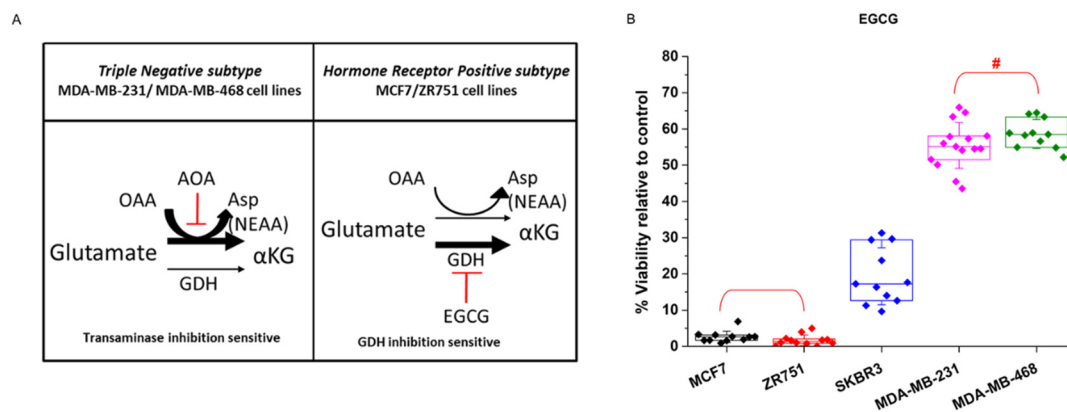 A
Triple Negative subtype
MDA-MB-231/ MDA-MB-468 cell lines
Hormone Receptor Positive subtype
MCF7/ZR751 cell lines
AOA
OAA
Asp
(NEAA)
Glutamate
αKG
GDH
Transaminase inhibition sensitive
OAA
Asp
(NEAA)
Glutamate
αKG
GDH
EGCG
GDH inhibition sensitive
B
EGCG
% Viability relative to control
80
70
60
50
40
30
20
10
0
#
MCF7
ZR751
SKBR3
MDA-MB-231
MDA-MB-468